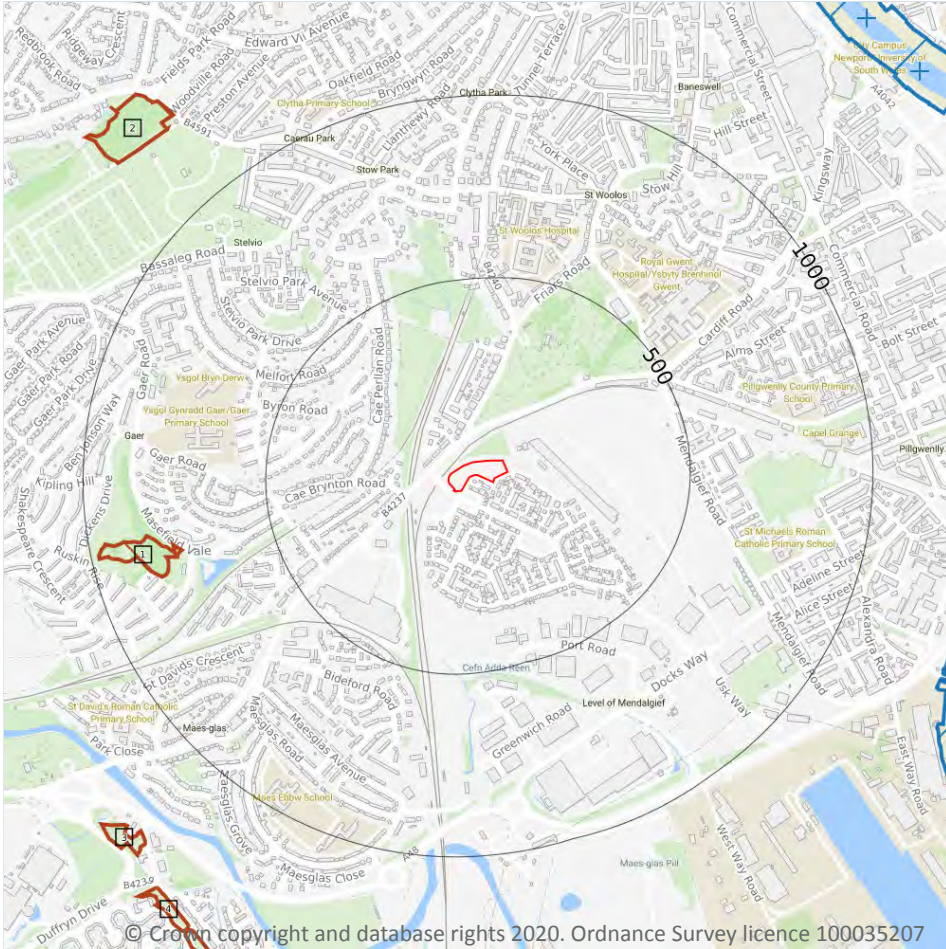 Redbrook Road
Ridgeway
Crescent
Fields Park Road
Edward VII Avenue
Woodville Road
Preston Avenue
Oakfield Road
Bryngwyn Road
Tunnel Terrace
Commercial Street
City Campus
Newport University of
South Wales
A4042
Clytha Park
Baneswell
Clytha Primary School
Llanthewy Road
Hill Street
Kingsway
2
B4591
Caerau Park
York Place
Stow Park
Stow Hill
St Woolos
St Woolos Hospital
Stelvio
Bassaleg Road
B4240
Friars Road
Royal Gwent
Hospital/Ysbyty Brenhinol
Gwent
1000
Commercial Road
Stelvio Park Avenue
Stelvio Park Drive
Cardiff Road
Bolt Street
Gaer Park Avenue
Gaer Park Road
Gaer Park Drive
Gaer Road
Cae Perllan Road
500
Alma Street
Melfort Road
Ysgol Bryn Derw
Byron Road
Pillgwenlly County Primary
School
Ben Jonson Way
Ysgol Gynradd Gaer/Gaer
Primary School
Gaer
Capel Grange
Pillgwenlly
Gaer Road
Kipling Hill
Cae Brynton Road
Mendalgief Road
B4237
Shakespeare Crescent
Dickens Drive
Masefield Vale
1
Ruskin Rise
St Michaels Roman
Catholic Primary School
Adeline Street
Alice Street
Alexandra Road
Mendalgief Road
Port Road
Cefn Adda Reen
Docks Way
St Davids Crescent
Bideford Road
Usk Way
Level of Mendalgief
St David's Roman Catholic
Primary School
Maes-glas
Maesglas Road
Maesglas Avenue
Greenwich Road
Park Close
East Way Road
Maesglas Grove
Maes Ebbw School
3
A48
West Way Road
Maesglas Close
Maes-glas Pill
B4239
Duffryn Drive
4
© Crown copyright and database rights 2020. Ordnance Survey licence 100035207